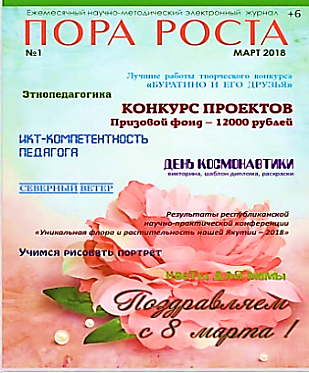 Ежемесячный научно-методический электронный журнал
+6
ПОРА РОСТА
№1
МАРТ 2018
Лучшие работы творческого конкурса
«БУРАТИНО И ЕГО ДРУЗЬЯ»
Этнопедагогика
КОНКУРС ПРОЕКТОВ
Призовой фонд – 12000 рублей
ИКТ-КОМПЕТЕНТНОСТЬ
ПЕДАГОГА
ДЕНЬ КОСМОНАВТИКИ
викторина, шаблон диплома, раскраски
СЕВЕРНЫЙ ВЕТЕР
Результаты республиканской
научно-практической конференции
«Уникальная флора и растительность нашей Якутии – 2018»
Учимся рисовать портрет
ЦВЕТЫ ДЛЯ МАМЫ
Поздравляем
с 8 марта !